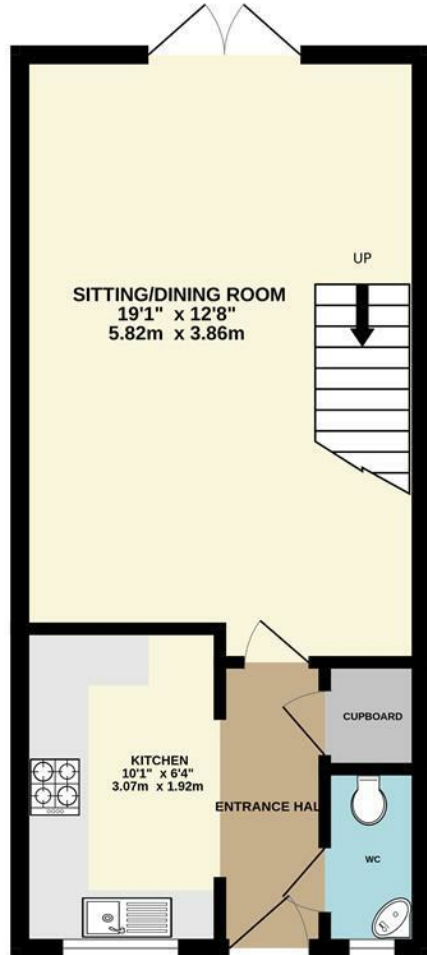 UP
SITTING/DINING ROOM
19'1" x 12'8"
5.82m x 3.86m
CUPBOARD
KITCHEN
10'1" x 6'4"
3.07m x 1.92m
ENTRANCE HAL
WC